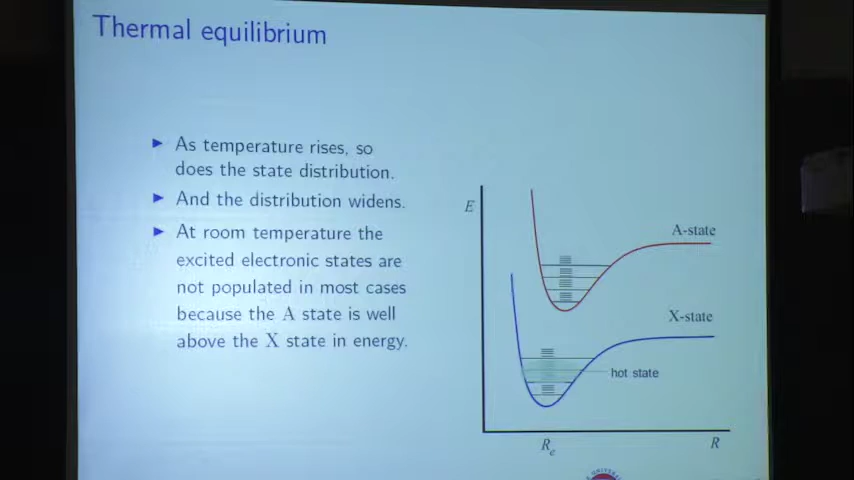 Thermal equilibrium
As temperature rises, so
does the state distribution.
And the distribution widens.
At room temperature the
excited electronic states are
not populated in most cases
because the A state is well
above the X state in energy.
E
A-state
X-state
hot state
Re
R